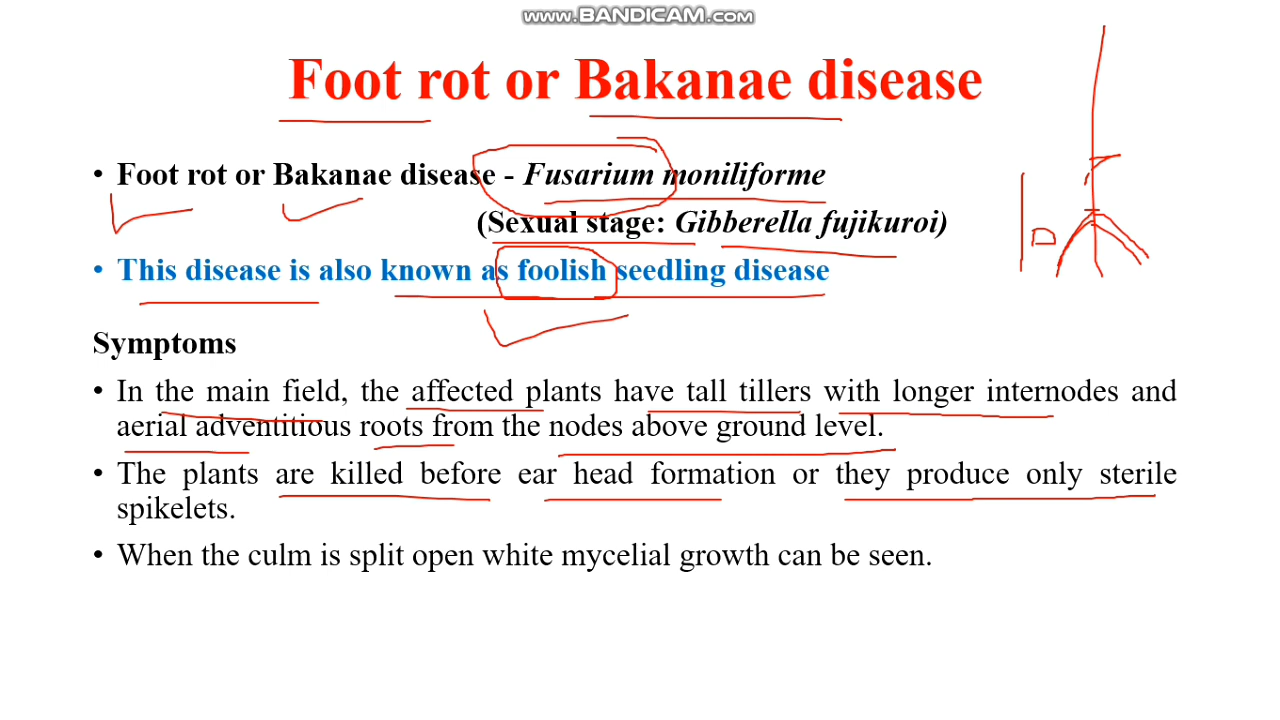 www.BANDICAM.com
Foot rot or Bakanae disease
• Foot rot or Bakanae disease - Fusarium moniliforme
(Sexual stage: Gibberella fujikuroi)
• This disease is also known as foolish seedling disease
Symptoms
• In the main field, the affected plants have tall tillers with longer internodes and
aerial adventitious roots from the nodes above ground level.
• The plants are killed before ear head formation or they produce only sterile
spikelets.
• When the culm is split open white mycelial growth can be seen.